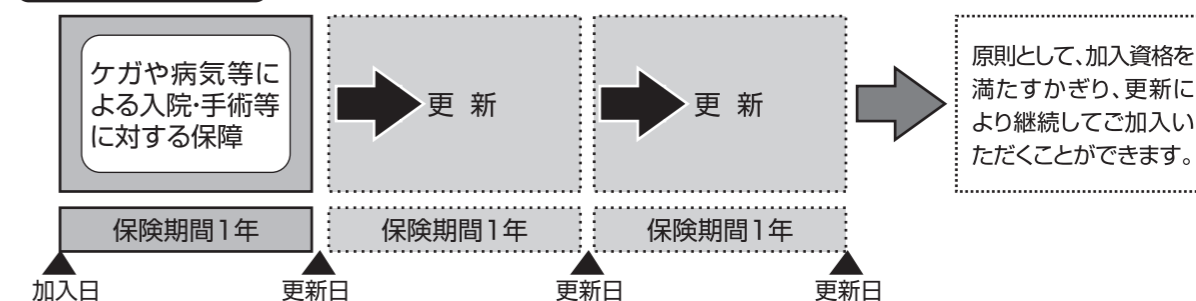 ケガや病気等に
よる入院・手術等
に対する保障
更 新
更 新
原則として、加入資格を
満たすかぎり、更新に
より継続してご加入い
ただくことができます。
保険期間1年
保険期間1年
保険期間1年
加入日
更新日
更新日
更新日